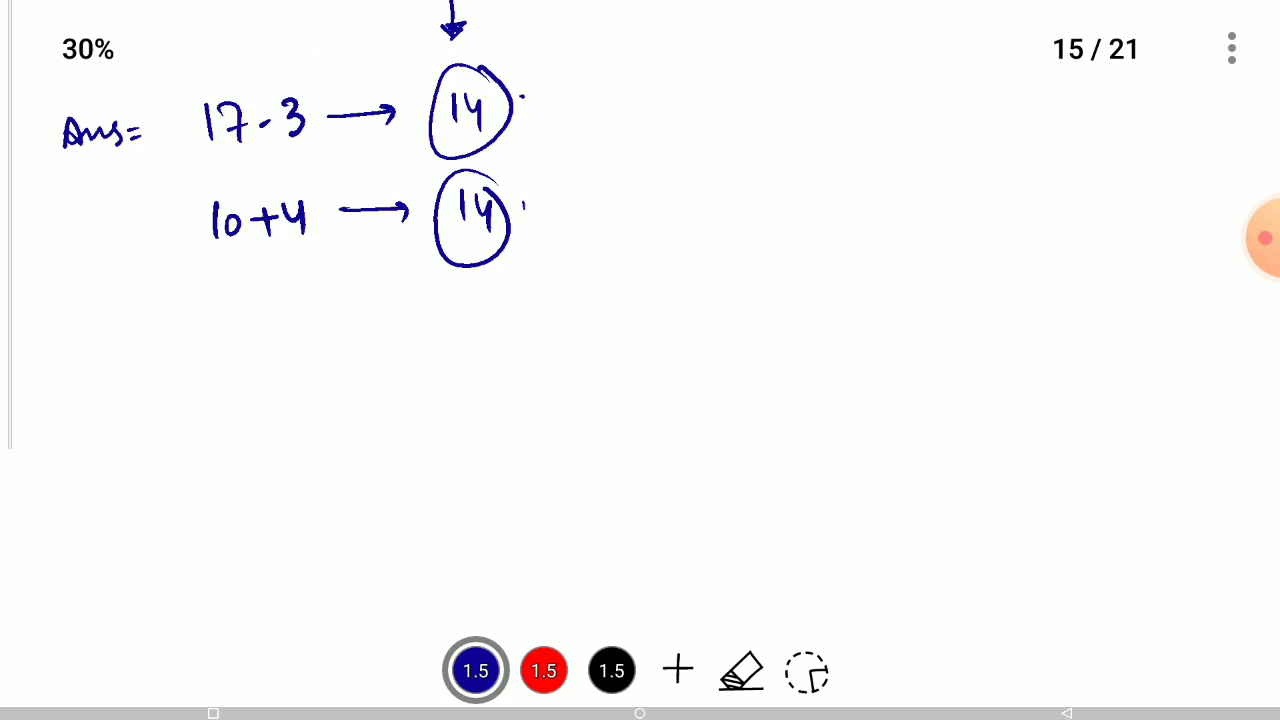 30% 15 / 21
Ans= 17-3 → 14
10+4 → 14
1.5 1.5 1.5